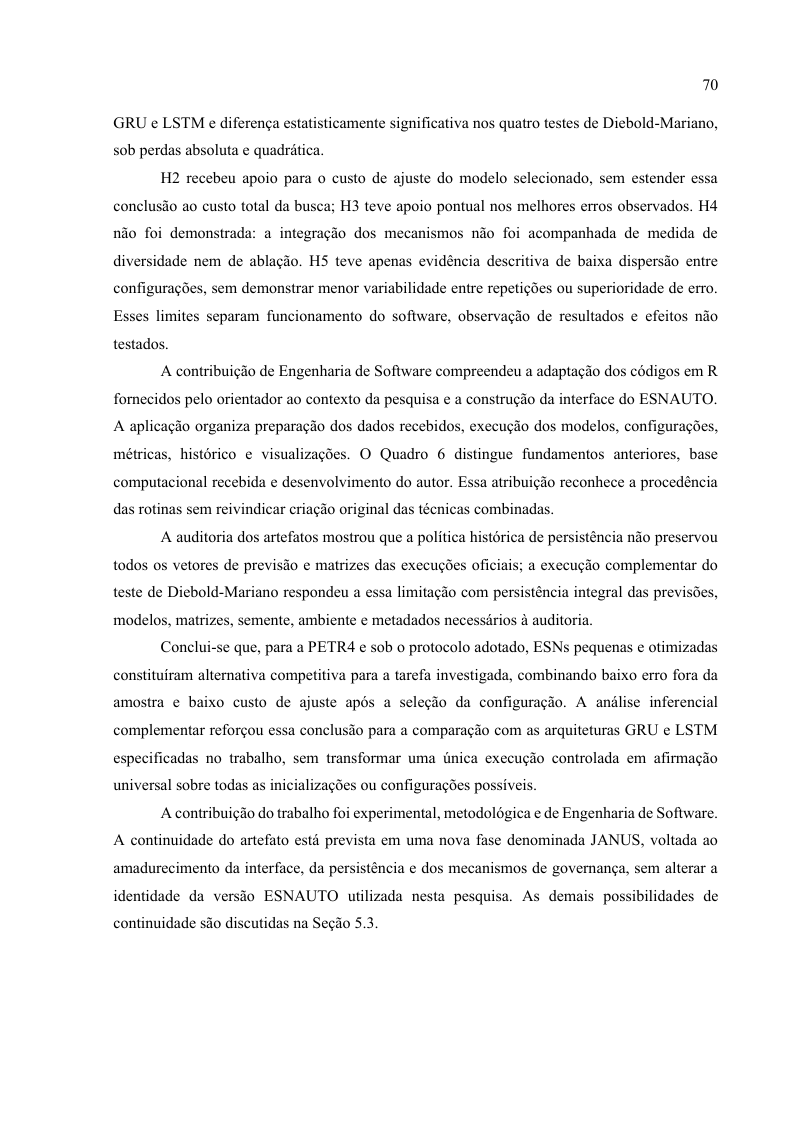 70
GRU e LSTM e diferença estatisticamente significativa nos quatro testes de Diebold-Mariano,
sob perdas absoluta e quadrática.
H2 recebeu apoio para o custo de ajuste do modelo selecionado, sem estender essa
conclusão ao custo total da busca; H3 teve apoio pontual nos melhores erros observados. H4
não foi demonstrada: a integração dos mecanismos não foi acompanhada de medida de
diversidade nem de ablação. H5 teve apenas evidência descritiva de baixa dispersão entre
configurações, sem demonstrar menor variabilidade entre repetições ou superioridade de erro.
Esses limites separam funcionamento do software, observação de resultados e efeitos não
testados.
A contribuição de Engenharia de Software compreendeu a adaptação dos códigos em R
fornecidos pelo orientador ao contexto da pesquisa e a construção da interface do ESNAUTO.
A aplicação organiza preparação dos dados recebidos, execução dos modelos, configurações,
métricas, histórico e visualizações. O Quadro 6 distingue fundamentos anteriores, base
computacional recebida e desenvolvimento do autor. Essa atribuição reconhece a procedência
das rotinas sem reivindicar criação original das técnicas combinadas.
A auditoria dos artefatos mostrou que a política histórica de persistência não preservou
todos os vetores de previsão e matrizes das execuções oficiais; a execução complementar do
teste de Diebold-Mariano respondeu a essa limitação com persistência integral das previsões,
modelos, matrizes, semente, ambiente e metadados necessários à auditoria.
Conclui-se que, para a PETR4 e sob o protocolo adotado, ESNs pequenas e otimizadas
constituíram alternativa competitiva para a tarefa investigada, combinando baixo erro fora da
amostra e baixo custo de ajuste após a seleção da configuração. A análise inferencial
complementar reforçou essa conclusão para a comparação com as arquiteturas GRU e LSTM
especificadas no trabalho, sem transformar uma única execução controlada em afirmação
universal sobre todas as inicializações ou configurações possíveis.
A contribuição do trabalho foi experimental, metodológica e de Engenharia de Software.
A continuidade do artefato está prevista em uma nova fase denominada JANUS, voltada ao
amadurecimento da interface, da persistência e dos mecanismos de governança, sem alterar a
identidade da versão ESNAUTO utilizada nesta pesquisa. As demais possibilidades de
continuidade são discutidas na Seção 5.3.